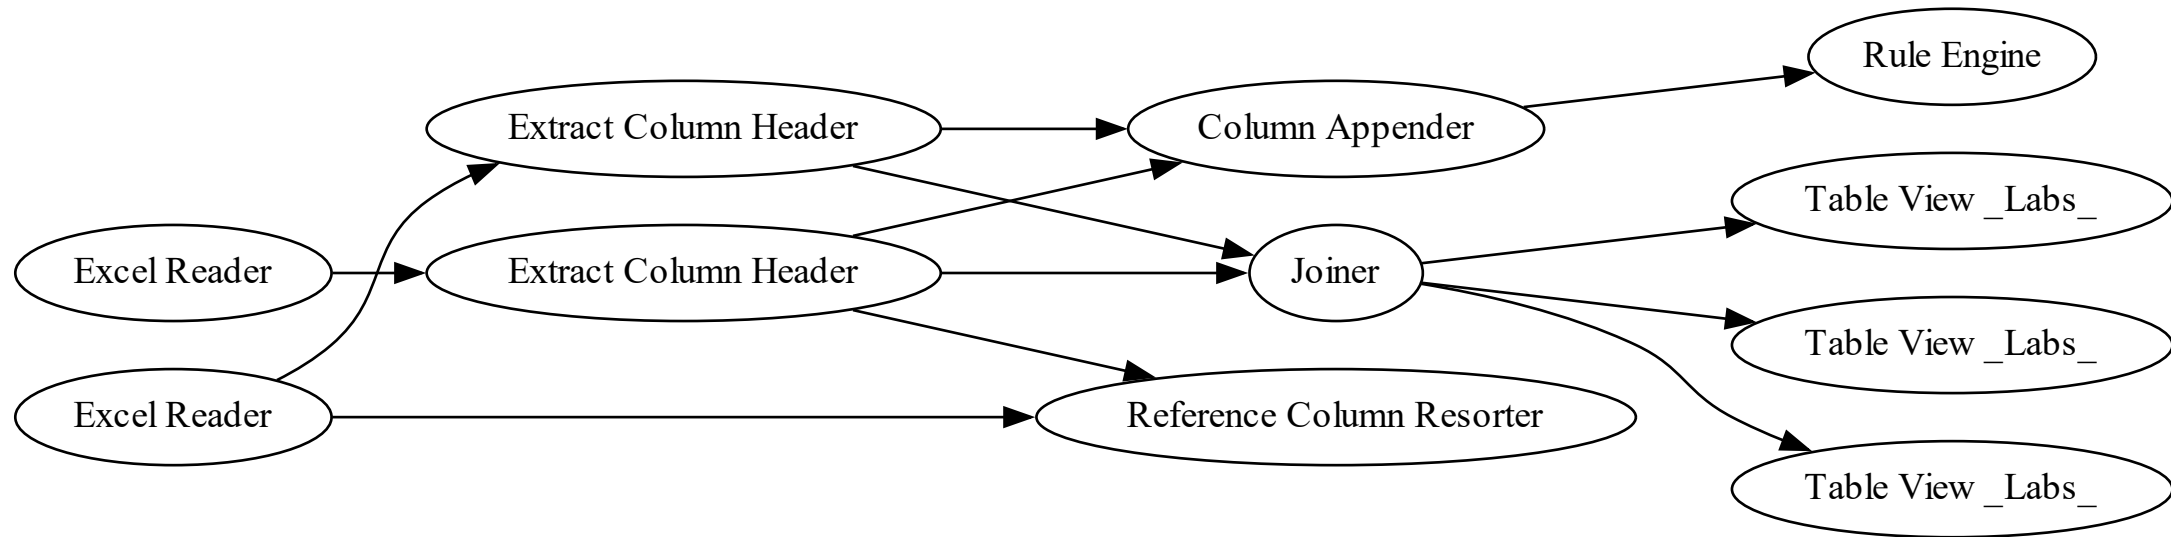 Rule Engine
Extract Column Header
Column Appender
Table View _Labs_
Excel Reader
Extract Column Header
Joiner
Table View _Labs_
Excel Reader
Reference Column Resorter
Table View _Labs_